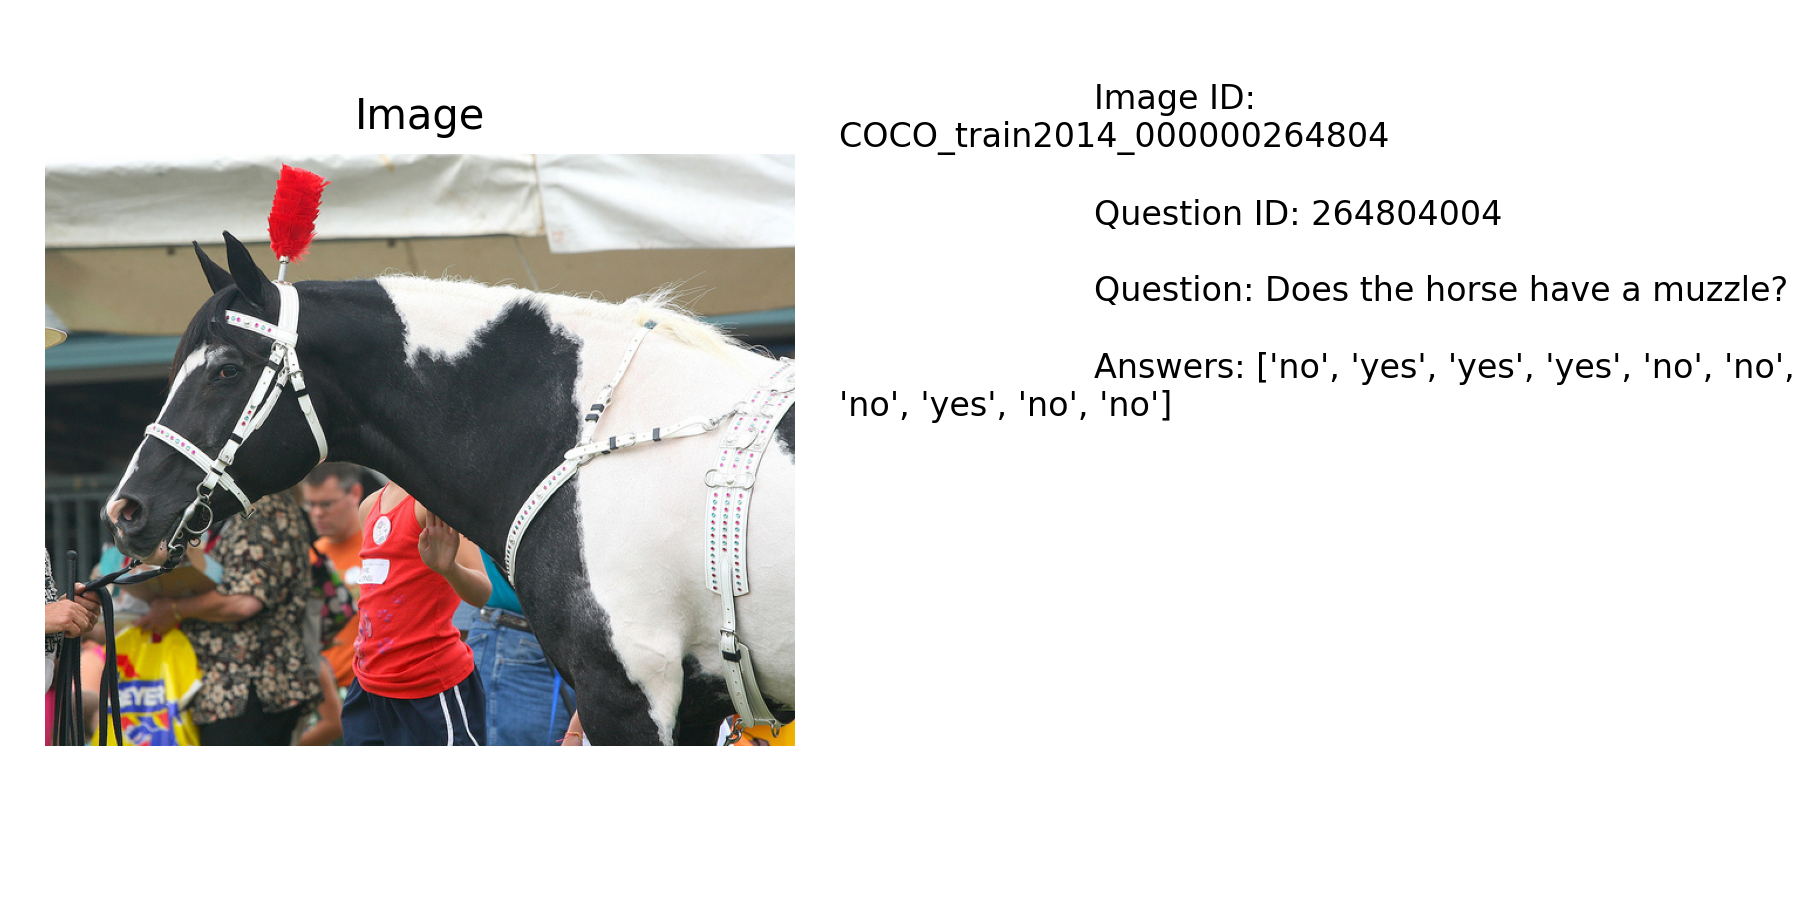 Image
Image ID:
COCO_train2014_000000264804
Question ID: 264804004
Question: Does the horse have a muzzle?
Answers: ['no', 'yes', 'yes', 'yes', 'no', 'no',
'no', 'yes', 'no', 'no']
EYER